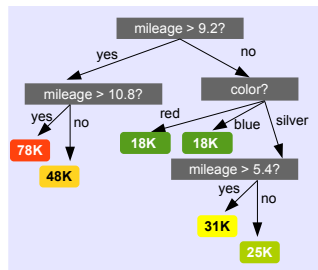 mileage > 9.2?
yes
no
mileage > 10.8?
color?
yes
no
red
blue
silver
78K
48K
18K
18K
mileage > 5.4?
yes
no
31K
25K